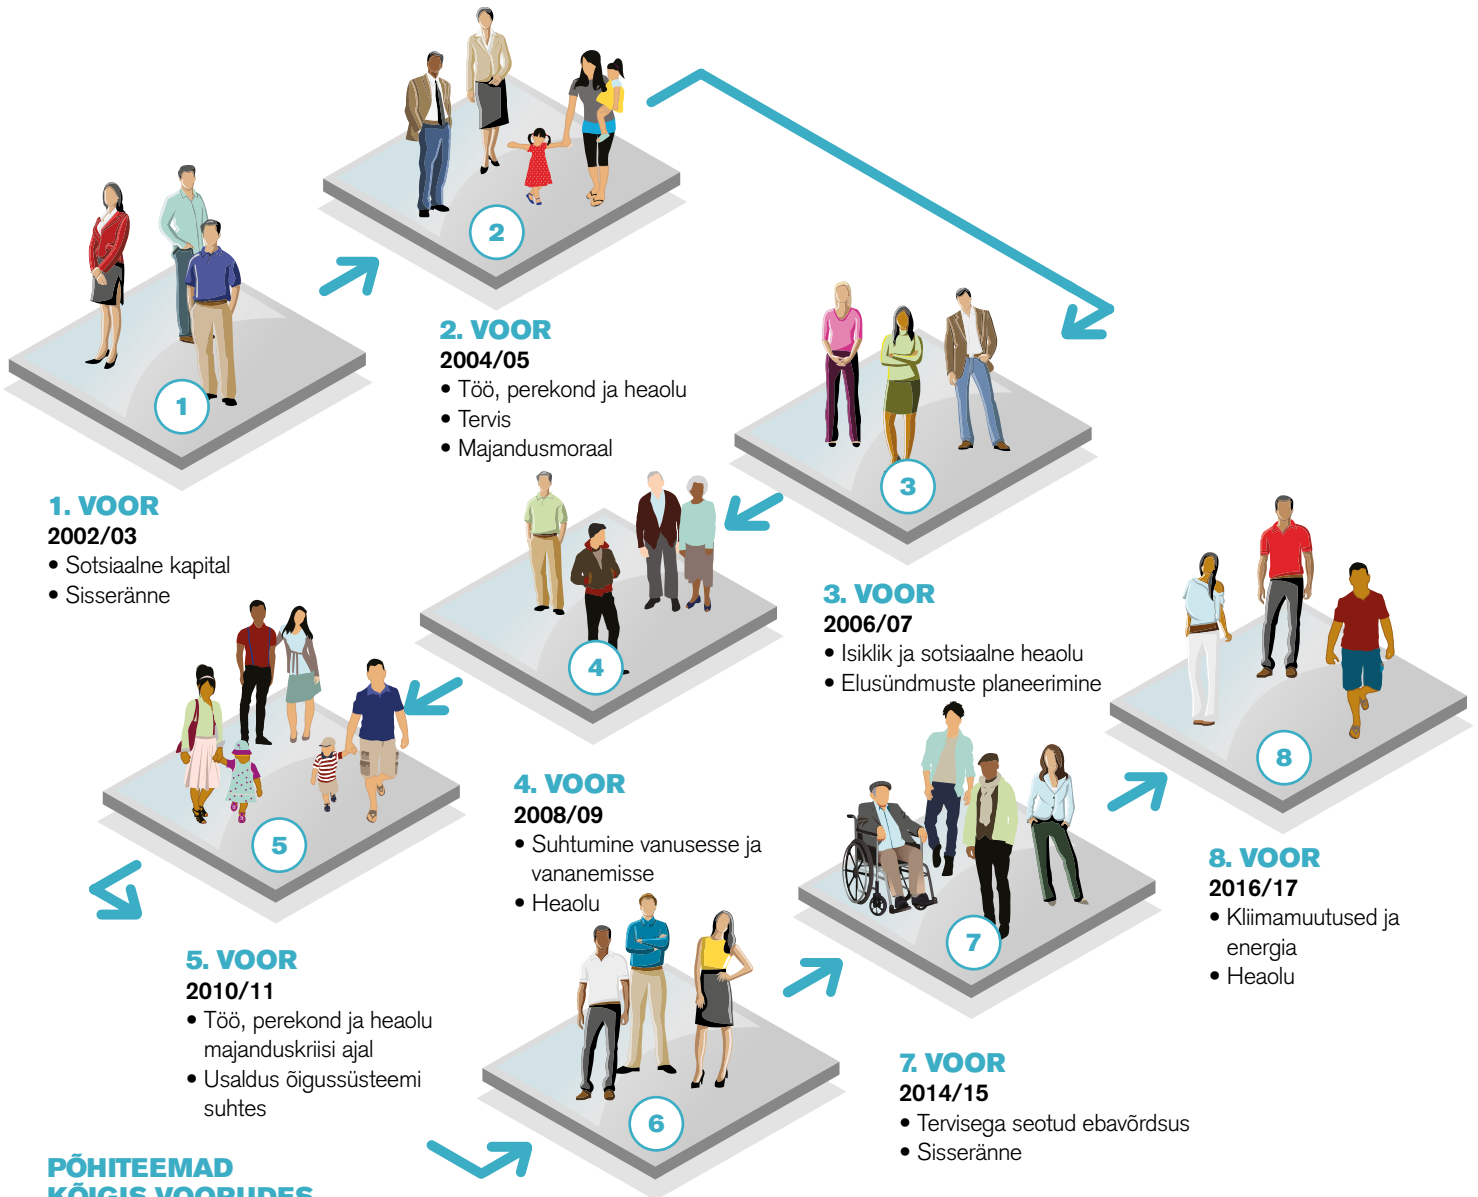 1
2
3
4
5
6
7
8
1. VOOR
2002/03
• Sotsiaalne kapital
• Sisseränne
2. VOOR
2004/05
• Töö, perekond ja heaolu
• Tervis
• Majandusmoraal
3. VOOR
2006/07
• Isiklik ja sotsiaalne heaolu
• Elusündmuste planeerimine
4. VOOR
2008/09
• Suhtumine vanusesse ja
vananemisse
• Heaolu
5. VOOR
2010/11
• Töö, perekond ja heaolu
majanduskriisi ajal
• Usaldus õigussüsteemi
suhtes
7. VOOR
2014/15
• Tervisega seotud ebavõrdsus
• Sisseränne
8. VOOR
2016/17
• Kliimamuutused ja
energia
• Heaolu
PÕHITEEMAD
KÕIGIS VOORUDES